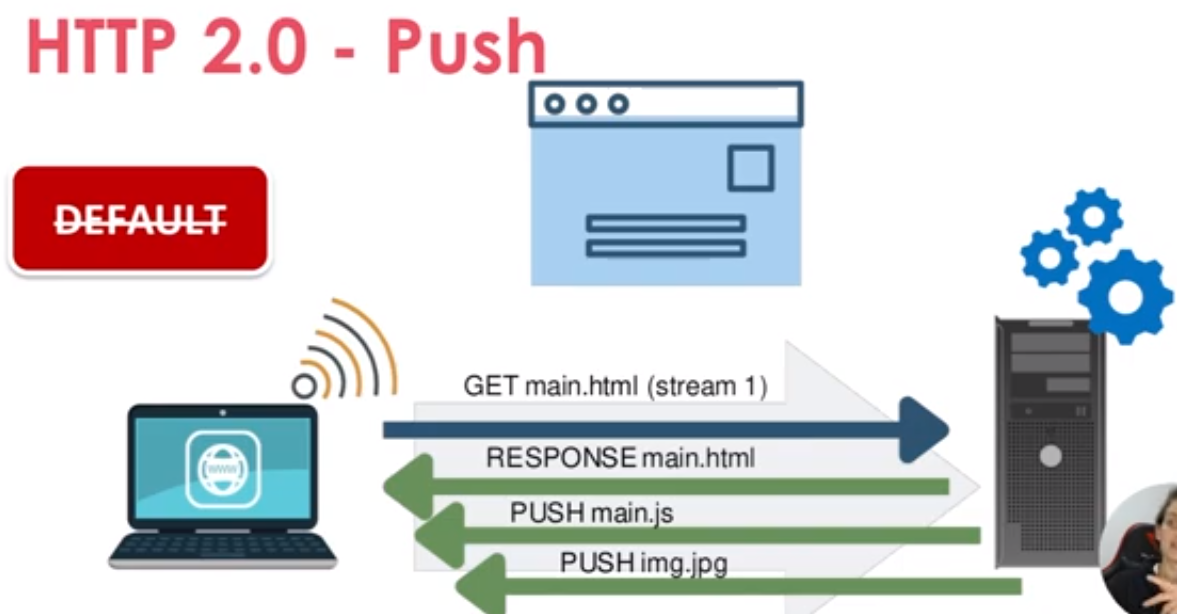 HTTP 2.0 - Push
DEFAULT
GET main.html (stream 1)
WWW
RESPONSE main.html
PUSH main.js
PUSH img.jpg